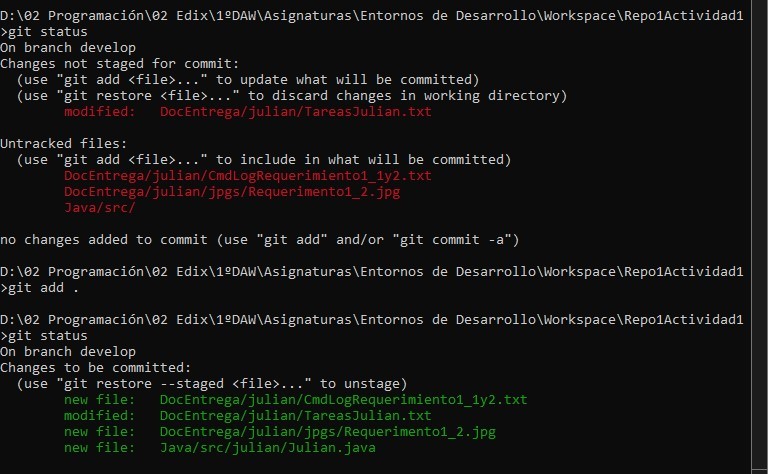 D:\02 Programación\02 Edix\1ºDAW\Asignaturas\Entornos de Desarrollo\Workspace\Repo1Actividad1
>git status
On branch develop
Changes not staged for commit:
  (use "git add <file>..." to update what will be committed)
  (use "git restore <file>..." to discard changes in working directory)
        modified:   DocEntrega/julian/TareasJulian.txt

Untracked files:
  (use "git add <file>..." to include in what will be committed)
        DocEntrega/julian/CmdLogRequerimiento1_1y2.txt
        DocEntrega/julian/jpgs/Requerimento1_2.jpg
        Java/src/

no changes added to commit (use "git add" and/or "git commit -a")

D:\02 Programación\02 Edix\1ºDAW\Asignaturas\Entornos de Desarrollo\Workspace\Repo1Actividad1
>git add .

D:\02 Programación\02 Edix\1ºDAW\Asignaturas\Entornos de Desarrollo\Workspace\Repo1Actividad1
>git status
On branch develop
Changes to be committed:
  (use "git restore --staged <file>..." to unstage)
        new file:   DocEntrega/julian/CmdLogRequerimiento1_1y2.txt
        modified:   DocEntrega/julian/TareasJulian.txt
        new file:   DocEntrega/julian/jpgs/Requerimento1_2.jpg
        new file:   Java/src/julian/Julian.java